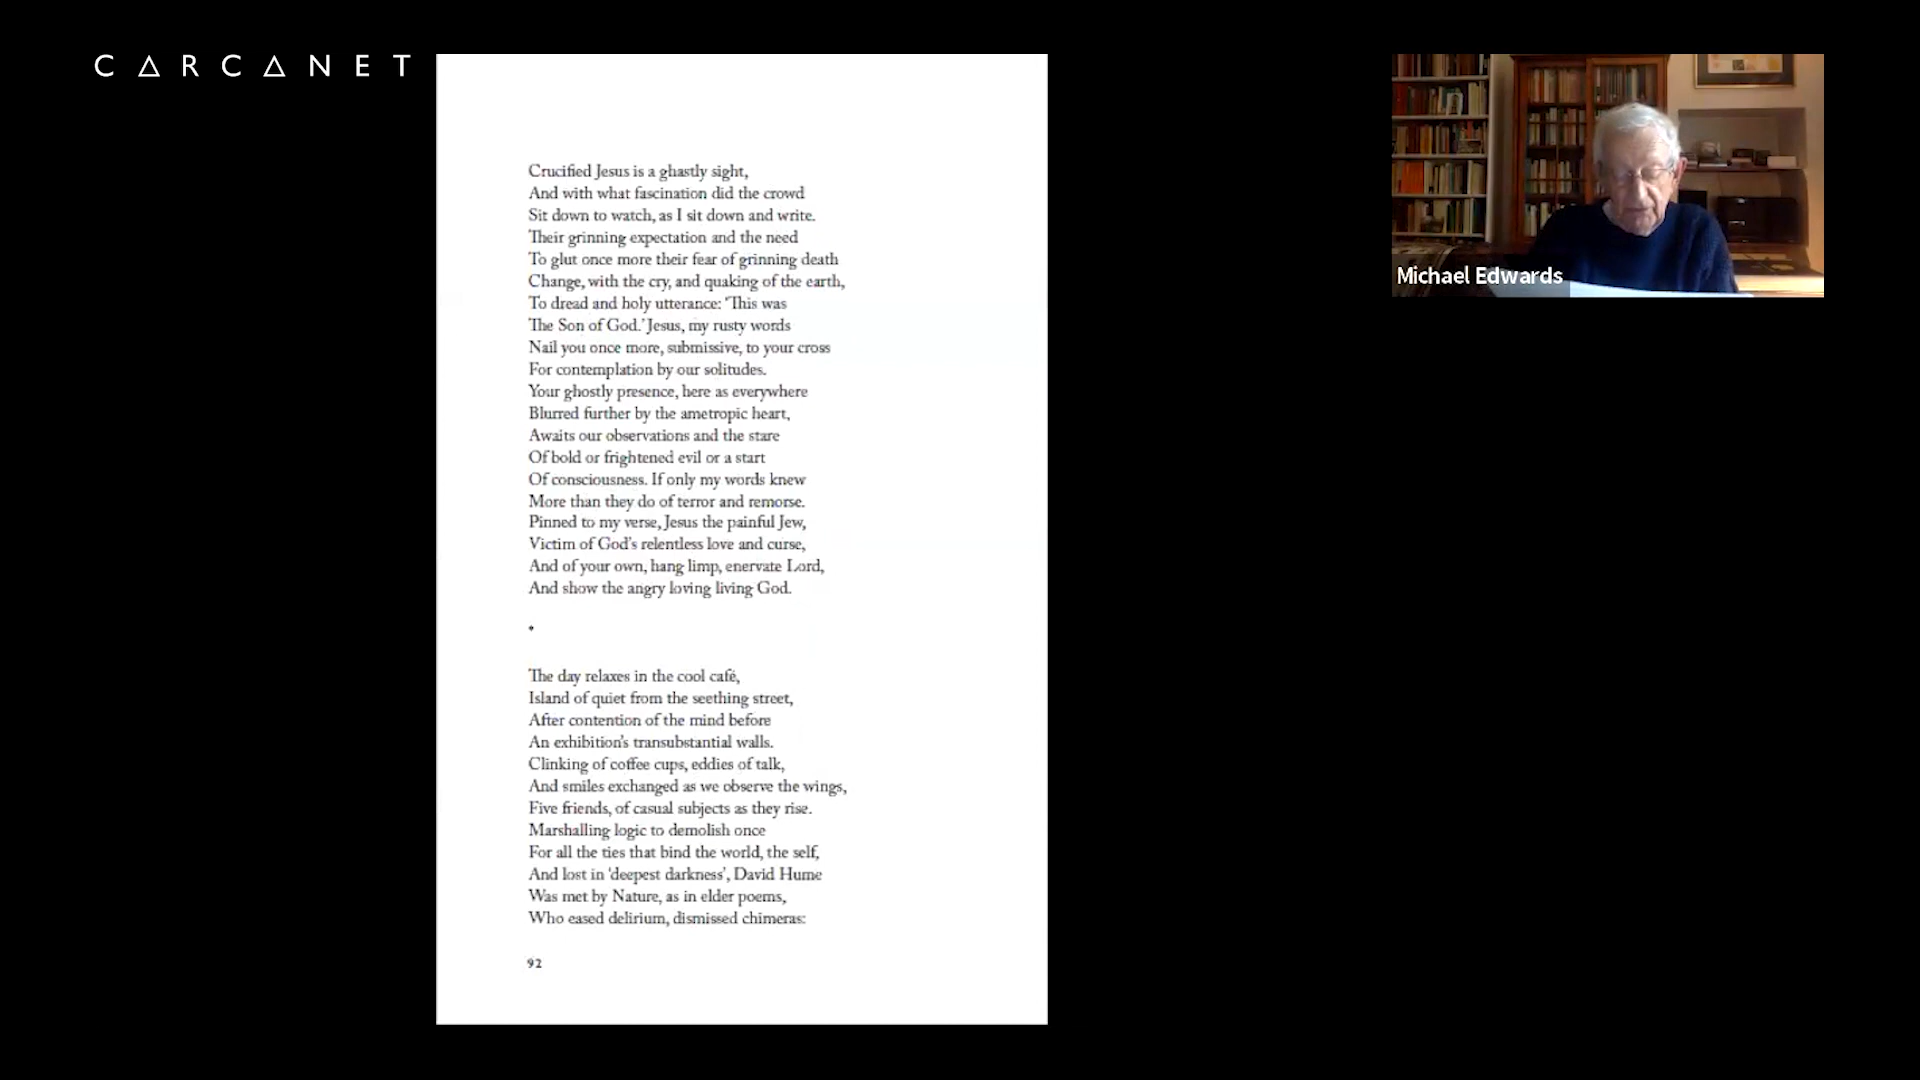 CARCANET
Crucified Jesus is a ghastly sight,
And with what fascination did the crowd
Sit down to watch, as I sit down and write.
Their grinning expectation and the need
To glut once more their fear of grinning death
Change, with the cry, and quaking of the earth,
To dread and holy utterance: ‘This was
The Son of God.’ Jesus, my rusty words
Nail you once more, submissive, to your cross
For contemplation by our solitudes.
Your ghostly presence, here as everywhere
Blurred further by the ametropic heart,
Awaits our observations and the stare
Of bold or frightened evil or a start
Of consciousness. If only my words knew
More than they do of terror and remorse.
Pinned to my verse, Jesus the painful Jew,
Victim of God’s relentless love and curse,
And of your own, hang limp, enervate Lord,
And show the angry loving living God.
*
The day relaxes in the cool café,
Island of quiet from the seething street,
After contention of the mind before
An exhibition’s transubstantial walls.
Clinking of coffee cups, eddies of talk,
And smiles exchanged as we observe the wings,
Five friends, of casual subjects as they rise.
Marshalling logic to demolish once
For all the ties that bind the world, the self,
And lost in ‘deepest darkness’, David Hume
Was met by Nature, as in elder poems,
Who eased delirium, dismissed chimeras:
92
Michael Edwards